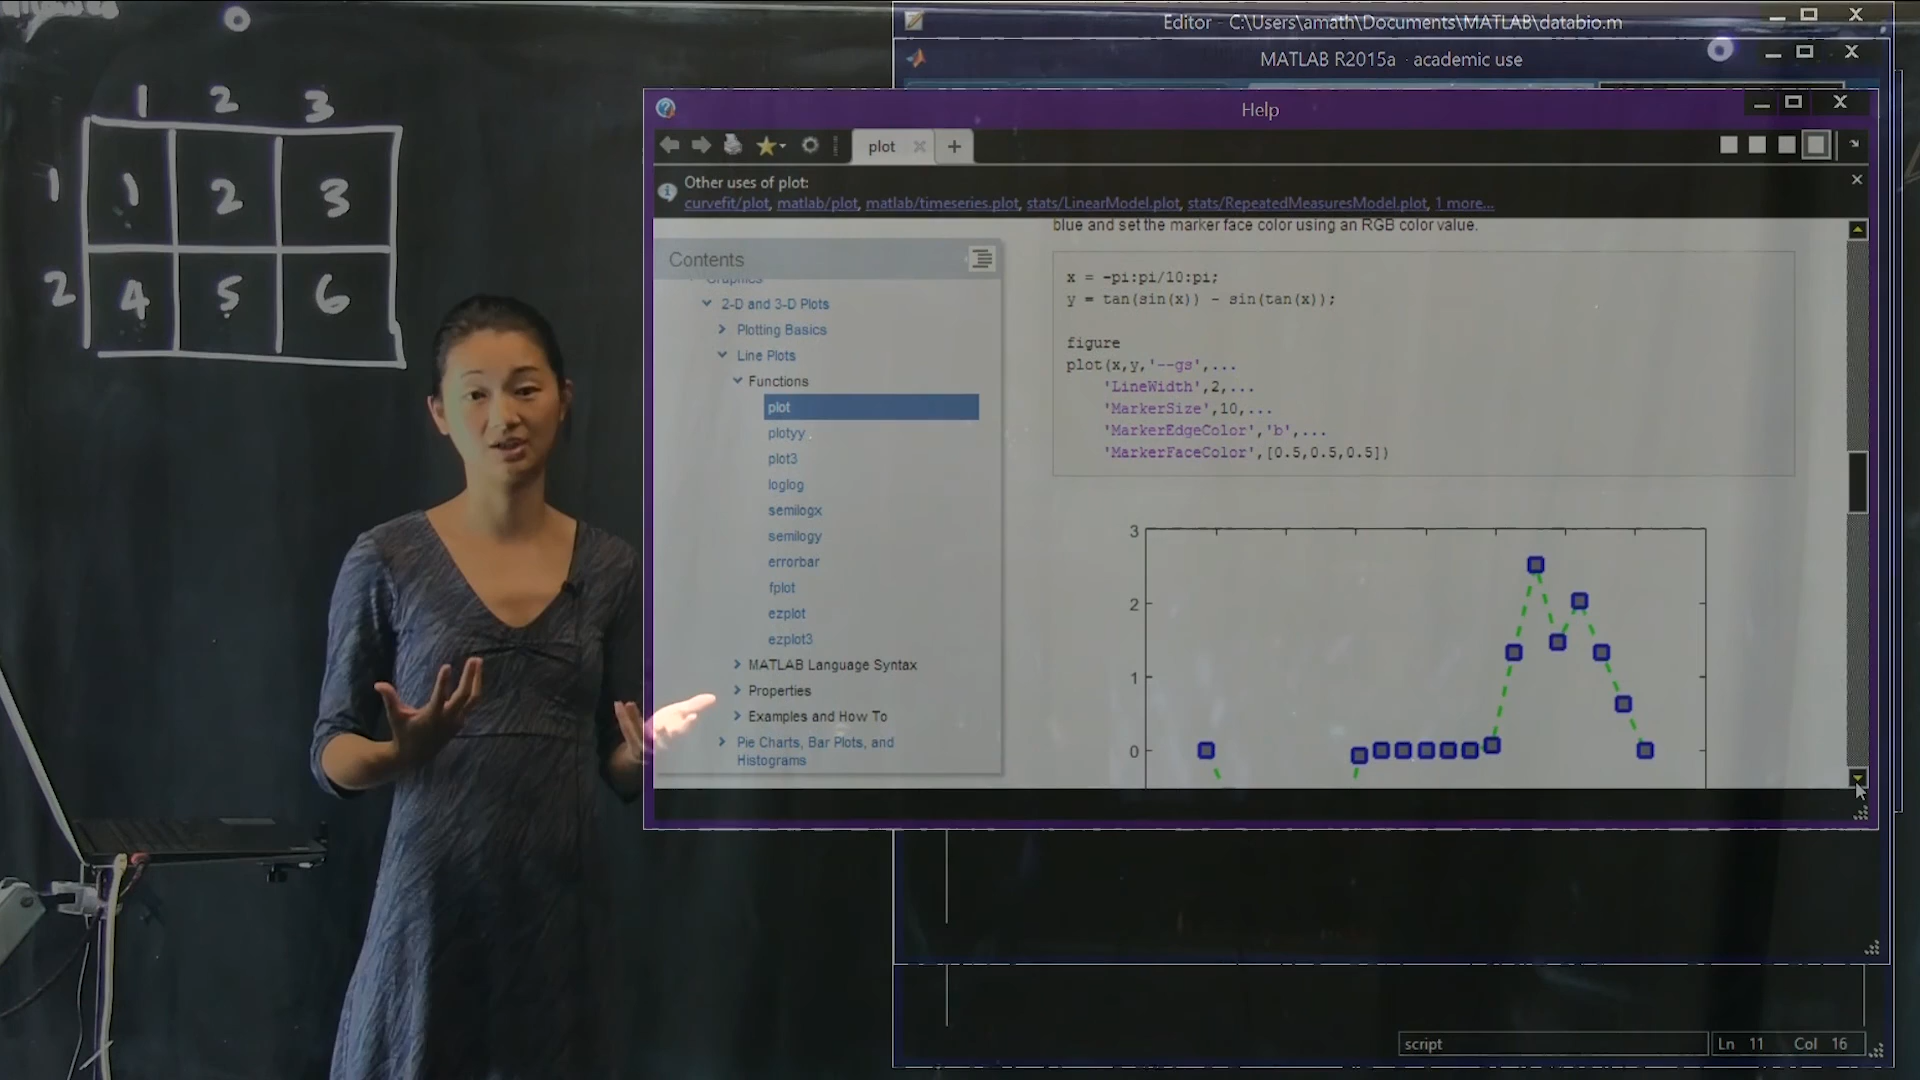 1 2 3
1 1 2 3
2 4 5 6
Editor - C:\Users\amath\Documents\MATLAB\databio.m
MATLAB R2015a - academic use
Help
plot
Other uses of plot:
curvefit/plot, matlab/plot, matlab/timeseries.plot, stats/LinearModel.plot, stats/RepeatedMeasuresModel.plot, 1 more...
Contents
Graphics
2-D and 3-D Plots
Plotting Basics
Line Plots
Functions
plot
plotyy
plot3
loglog
semilogx
semilogy
errorbar
fplot
ezplot
ezplot3
MATLAB Language Syntax
Properties
Examples and How To
Pie Charts, Bar Plots, and
Histograms
blue and set the marker face color using an RGB color value.
x = -pi:pi/10:pi;
y = tan(sin(x)) - sin(tan(x));
figure
plot(x,y,'--gs',...
'LineWidth',2,...
'MarkerSize',10,...
'MarkerEdgeColor','b',...
'MarkerFaceColor',[0.5,0.5,0.5])
3
2
1
0
script
Ln 11 Col 16